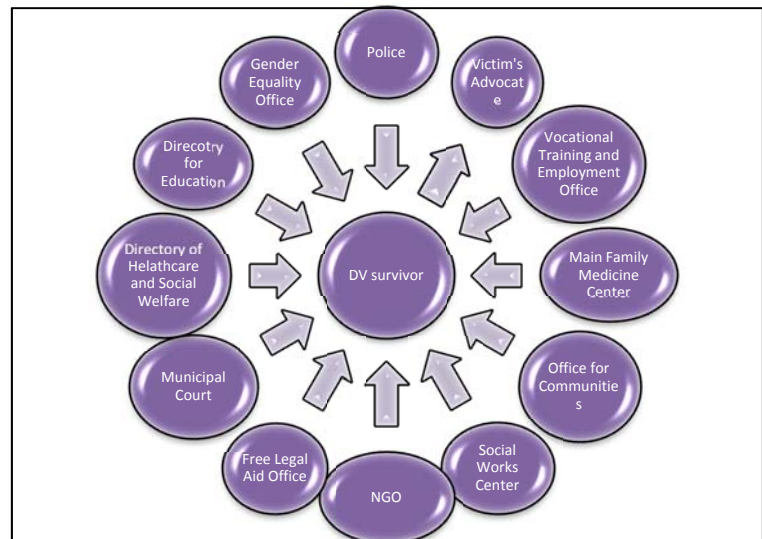 Police
Victim's
Advocat
e
Vocational
Training and
Employment
Office
Main Family
Medicine
Center
Office for
Communitie
s
Social
Works
Center
NGO
Free Legal
Aid Office
Municipal
Court
Directory of
Helathcare
and Social
Welfare
Direcotry
for
Education
Gender
Equality
Office
DV survivor